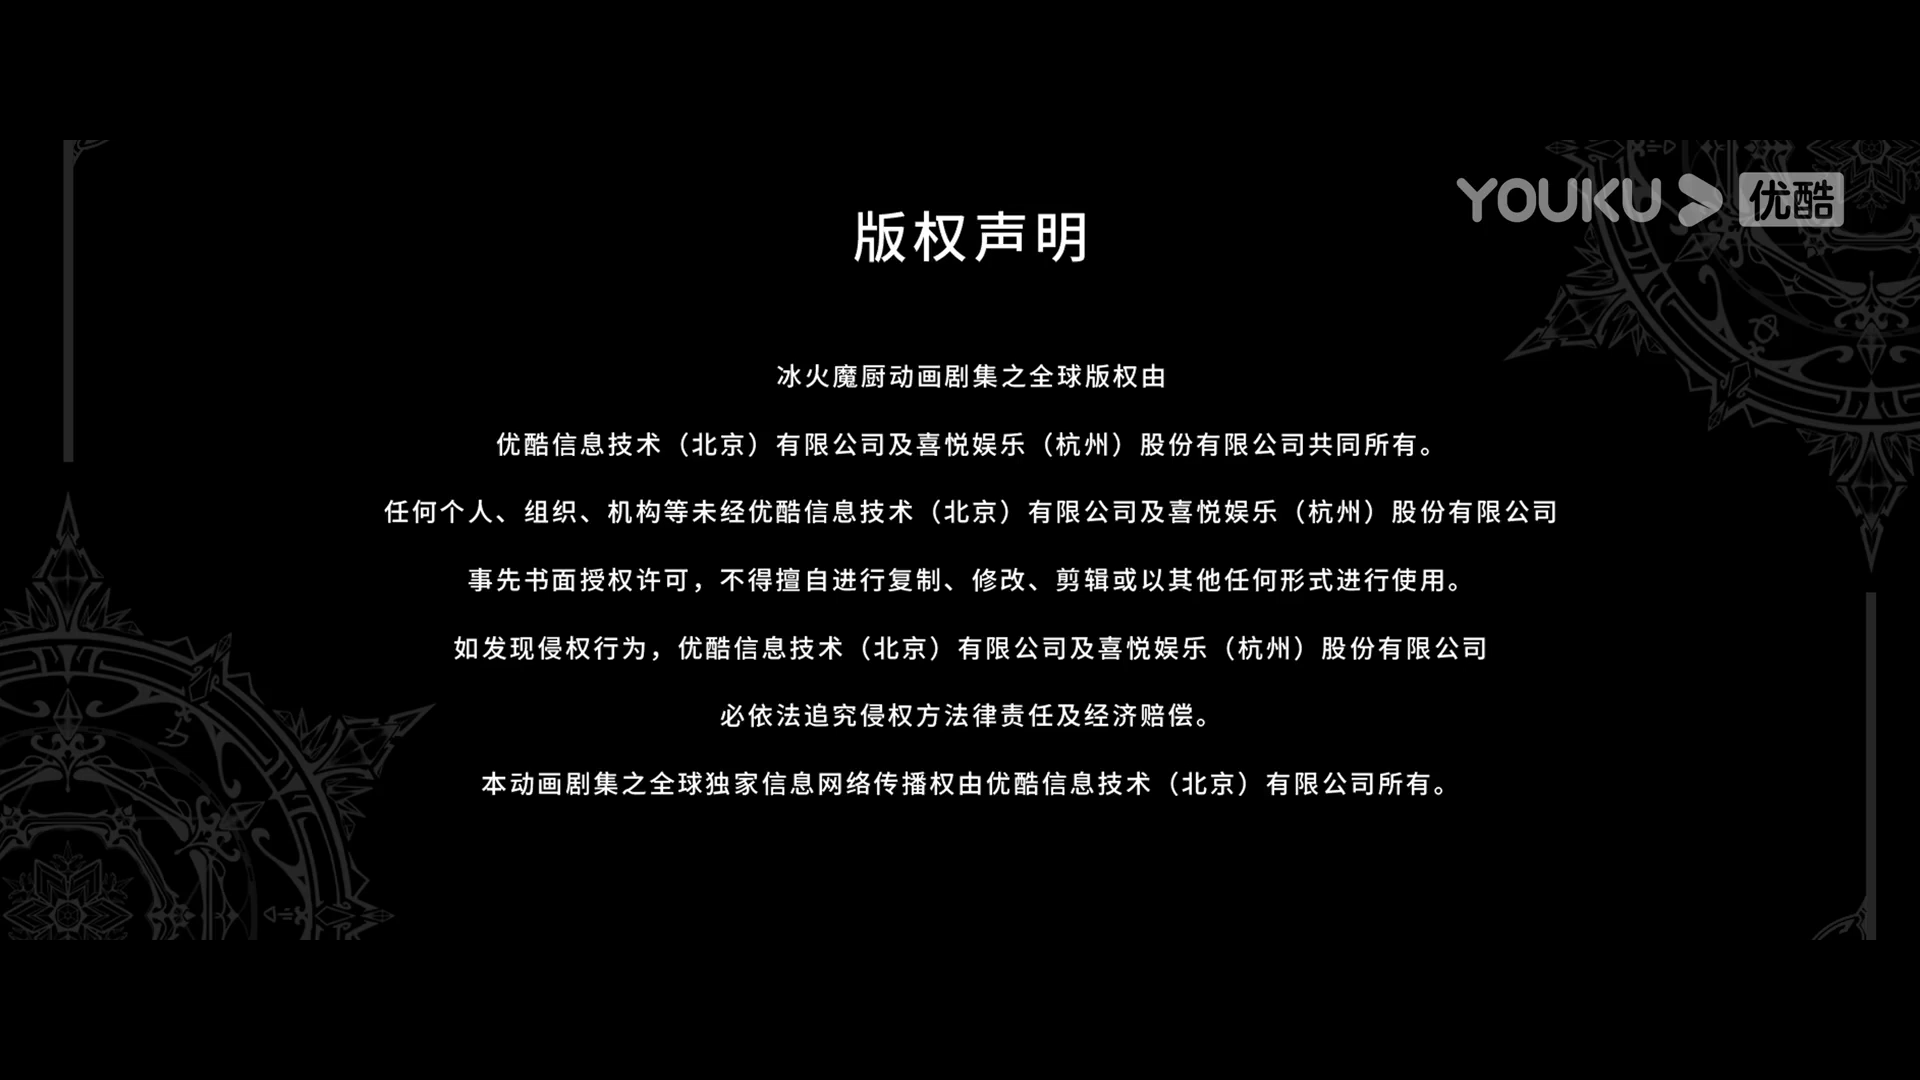 YOUKU 优酷
版权声明
冰火魔厨动画剧集之全球版权由
优酷信息技术（北京）有限公司及喜悦娱乐（杭州）股份有限公司共同所有。
任何个人、组织、机构等未经优酷信息技术（北京）有限公司及喜悦娱乐（杭州）股份有限公司
事先书面授权许可，不得擅自进行复制、修改、剪辑或以其他任何形式进行使用。
如发现侵权行为，优酷信息技术（北京）有限公司及喜悦娱乐（杭州）股份有限公司
必依法追究侵权方法律责任及经济赔偿。
本动画剧集之全球独家信息网络传播权由优酷信息技术（北京）有限公司所有。